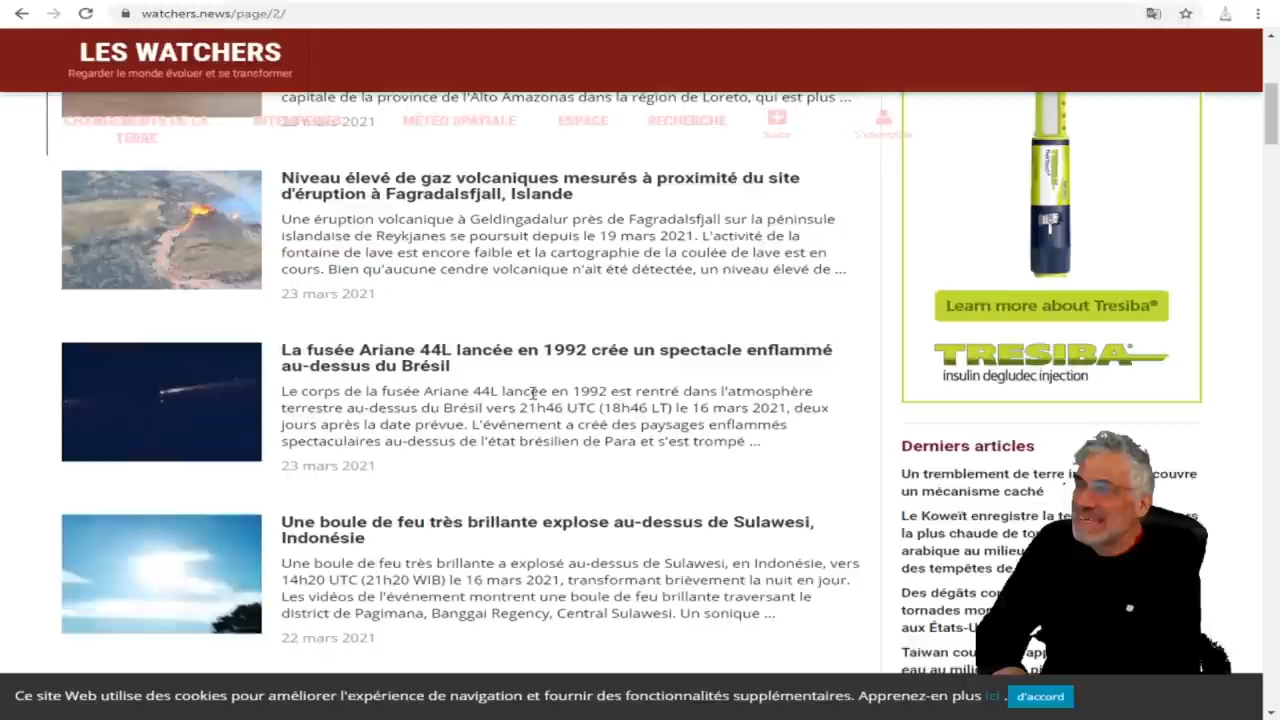 watchers.news/page/2/
LES WATCHERS
Regarder le monde évoluer et se transformer
capitale de la province de l'Alto Amazonas dans la région de Loreto, qui est plus ...
mars 2021
TERRE
MÉTÉO SPATIALE
ESPACE
RECHERCHE
Niveau élevé de gaz volcaniques mesurés à proximité du site
d'éruption à Fagradalsfjall, Islande
Une éruption volcanique à Geldingadalur près de Fagradalsfjall sur la péninsule
islandaise de Reykjanes se poursuit depuis le 19 mars 2021. L'activité de la
fontaine de lave est encore faible et la cartographie de la coulée de lave est en
cours. Bien qu'aucune cendre volcanique n'ait été détectée, un niveau élevé de ...
23 mars 2021
La fusée Ariane 44L lancée en 1992 crée un spectacle enflammé
au-dessus du Brésil
Le corps de la fusée Ariane 44L lancée en 1992 est rentré dans l'atmosphère
terrestre au-dessus du Brésil vers 21h46 UTC (18h46 LT) le 16 mars 2021, deux
jours après la date prévue. L'événement a créé des paysages enflammés
spectaculaires au-dessus de l'état brésilien de Para et s'est trompé ...
23 mars 2021
Une boule de feu très brillante explose au-dessus de Sulawesi,
Indonésie
Une boule de feu très brillante a explosé au-dessus de Sulawesi, en Indonésie, vers
14h20 UTC (21h20 WIB) le 16 mars 2021, transformant brièvement la nuit en jour.
Les vidéos de l'événement montrent une boule de feu brillante traversant le
district de Pagimana, Banggai Regency, Central Sulawesi. Un sonique ...
22 mars 2021
Learn more about Tresiba®
TRESIBA
insulin degludec injection
Derniers articles
Un tremblement de terre couvre
un mécanisme caché
Le Koweït enregistre la
la plus chaude de
arabique au milieu
des tempêtes de
Des dégâts
tornades
aux
Taiwan
eau au
Ce site Web utilise des cookies pour améliorer l'expérience de navigation et fournir des fonctionnalités supplémentaires. Apprenez-en plus ici . d'accord